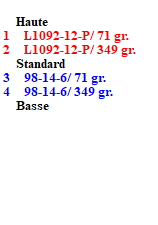 Haute
1 L1092-12-P/ 71 gr.
2 L1092-12-P/ 349 gr.
Standard
3 98-14-6/ 71 gr.
4 98-14-6/ 349 gr.
Basse